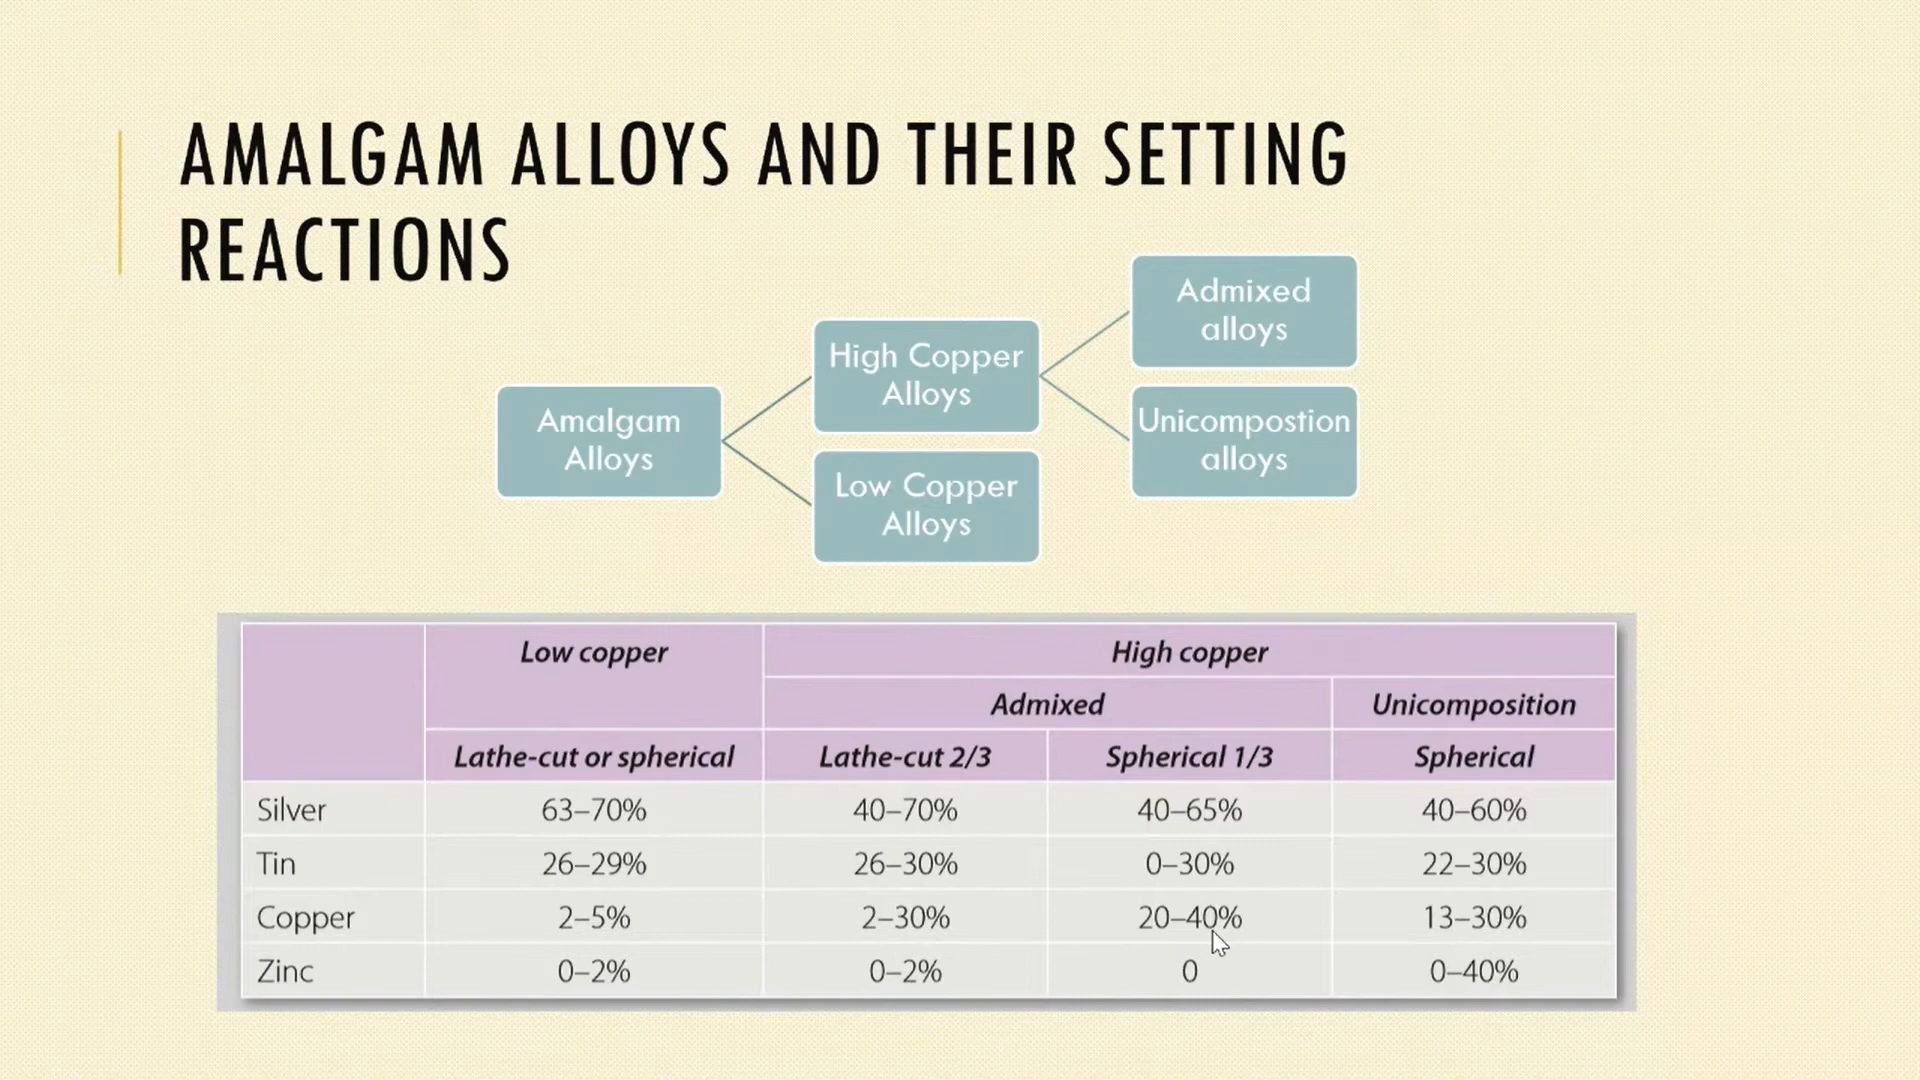 AMALGAM ALLOYS AND THEIR SETTING
REACTIONS
Admixed
alloys
High Copper
Alloys
Amalgam
Alloys
Unicompostion
alloys
Low Copper
Alloys
Low copper High copper
Admixed Unicomposition
Lathe-cut or spherical Lathe-cut 2/3 Spherical 1/3 Spherical
Silver 63–70% 40–70% 40–65% 40–60%
Tin 26–29% 26–30% 0–30% 22–30%
Copper 2–5% 2–30% 20–40% 13–30%
Zinc 0–2% 0–2% 0 0–40%